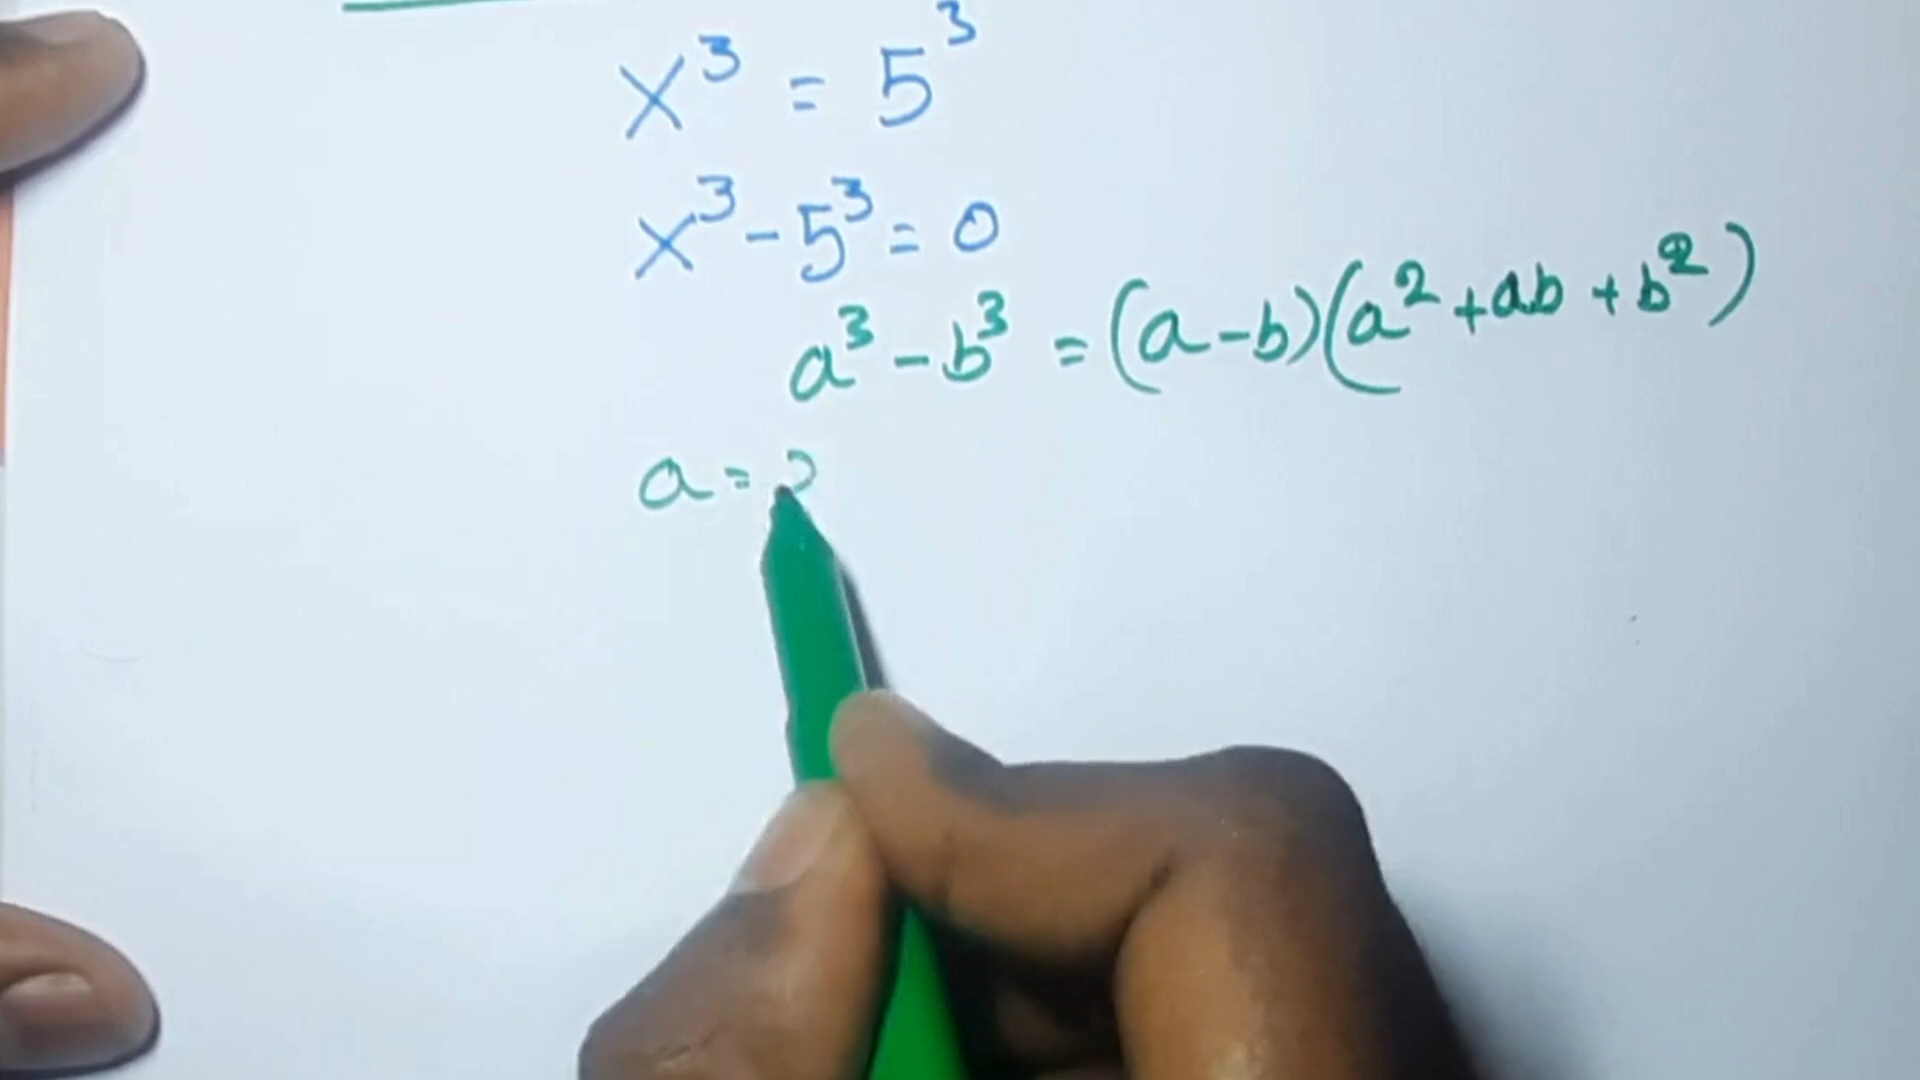 x³ = 5³
x³ - 5³ = 0
a³ - b³ = (a - b)(a² + ab + b²)
a =